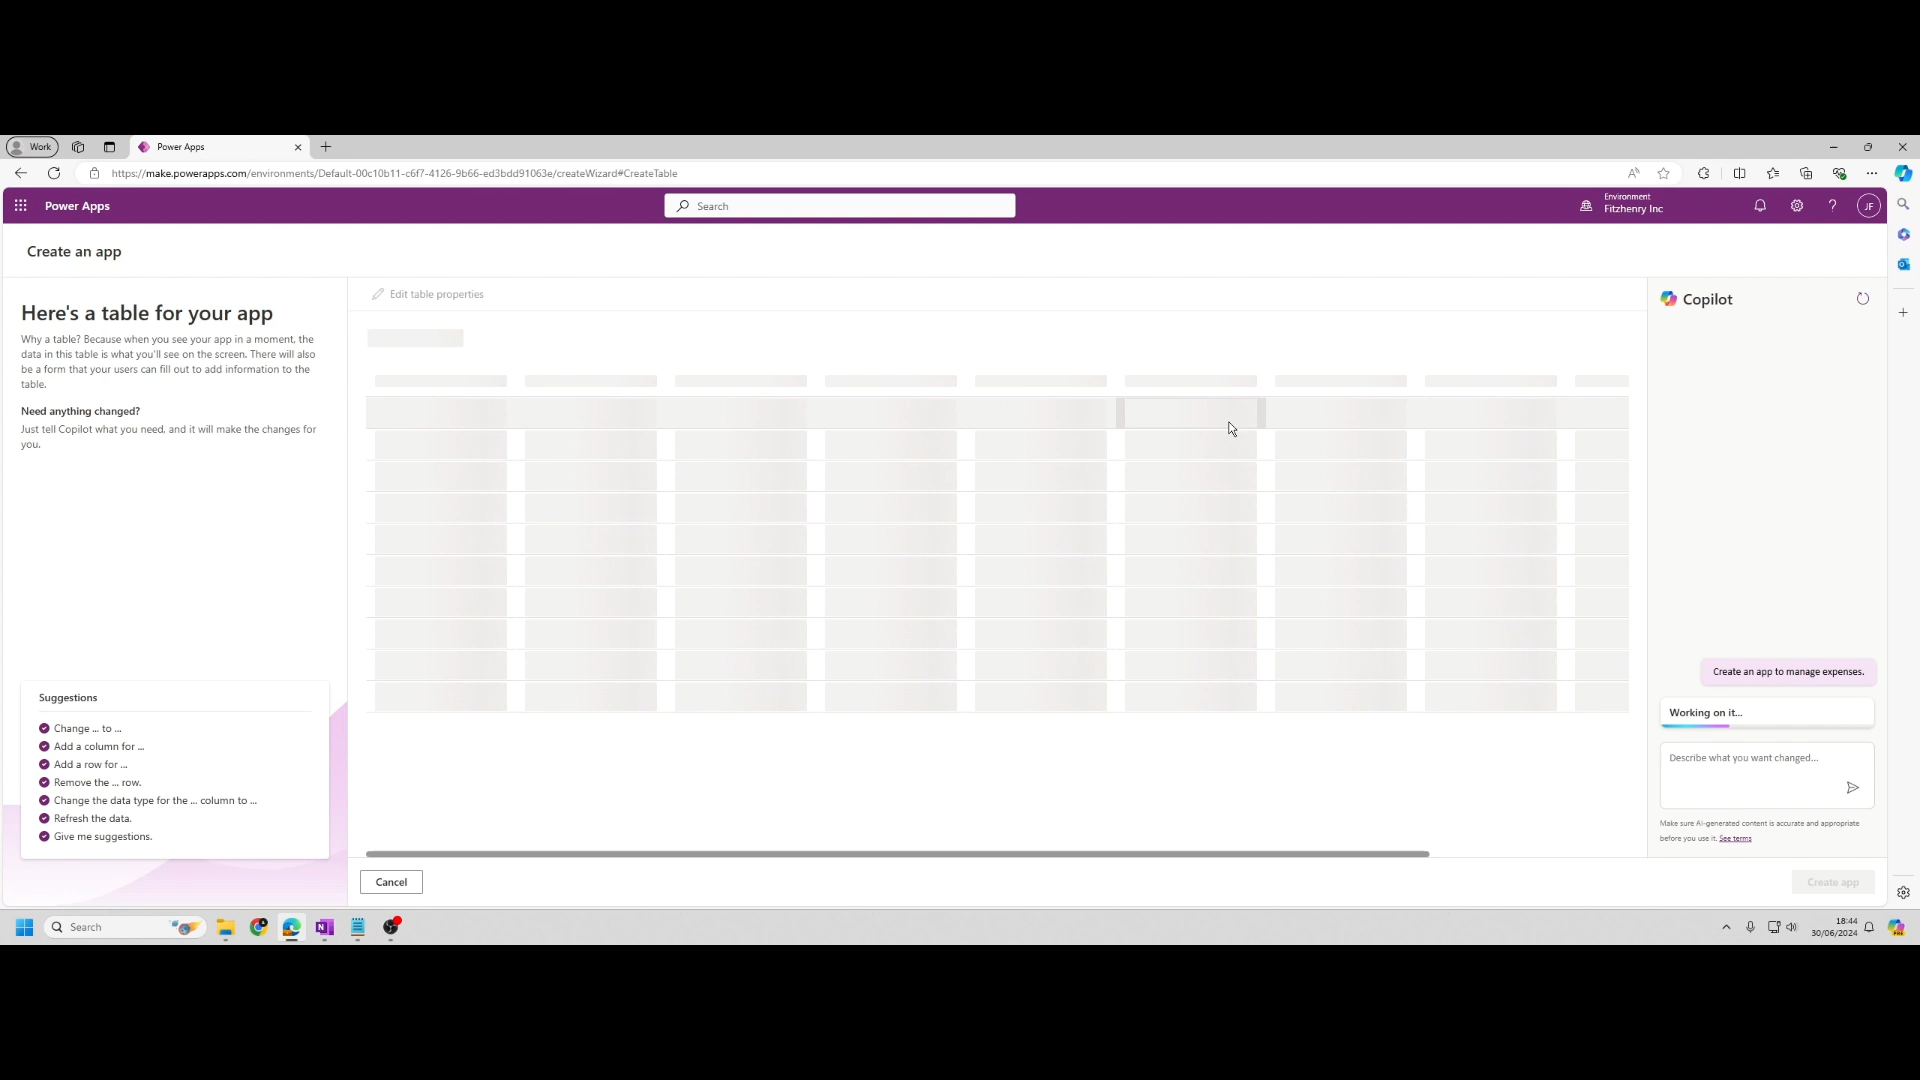 Work
Power Apps
https://make.powerapps.com/environments/Default-00c10b11-c6f7-4126-9b66-ed3bdd91063e/createWizard#CreateTable
Power Apps
Search
Environment
Fitzhenry Inc
JF
Create an app
Here's a table for your app
Why a table? Because when you see your app in a moment, the
data in this table is what you'll see on the screen. There will also
be a form that your users can fill out to add information to the
table.
Need anything changed?
Just tell Copilot what you need, and it will make the changes for
you.
Suggestions
Change ... to ...
Add a column for ...
Add a row for ...
Remove the ... row.
Change the data type for the ... column to ...
Refresh the data.
Give me suggestions.
Edit table properties
Cancel
Copilot
Create an app to manage expenses.
Working on it...
Describe what you want changed...
Make sure AI-generated content is accurate and appropriate
before you use it. See terms
Create app
Search
18:44
30/06/2024
PRE